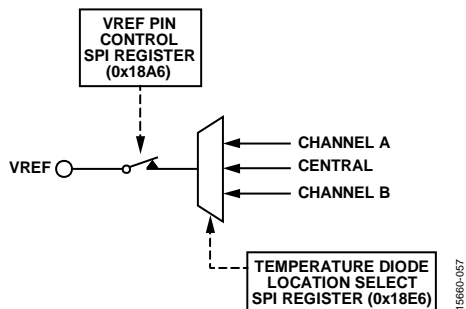 VREF PIN
CONTROL
SPI REGISTER
(0x18A6)
CHANNEL A
VREF
CENTRAL
CHANNEL B
TEMPERATURE DIODE
LOCATION SELECT
SPI REGISTER (0x18E6)
15660-057